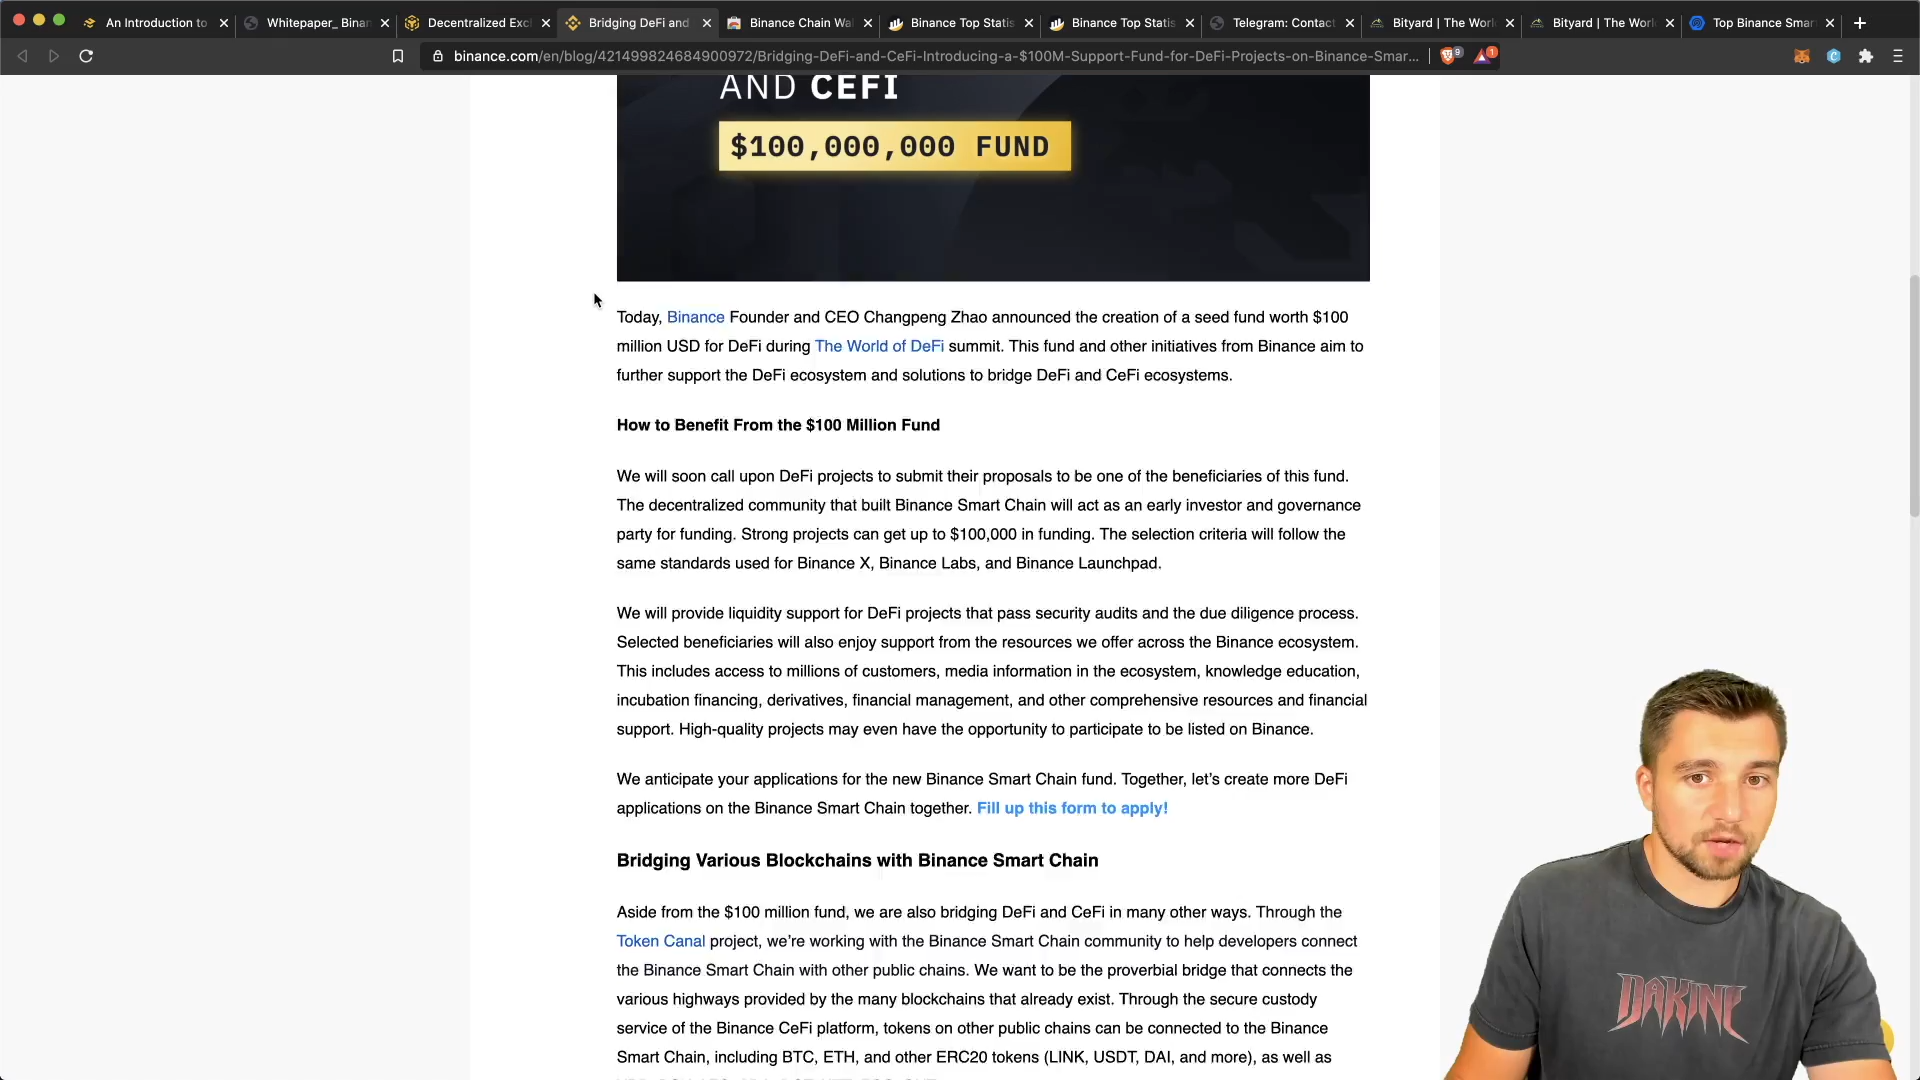 An Introduction to
Whitepaper_ Binan
Decentralized Excl
Bridging DeFi and
Binance Chain Wal
Binance Top Statis
Binance Top Statis
Telegram: Contact
Bityard | The Worl
Bityard | The Worl
Top Binance Smar
binance.com/en/blog/421499824684900972/Bridging-DeFi-and-CeFi-Introducing-a-$100M-Support-Fund-for-DeFi-Projects-on-Binance-Smar...
9
1
AND CEFI
$100,000,000 FUND
Today, Binance Founder and CEO Changpeng Zhao announced the creation of a seed fund worth $100
million USD for DeFi during The World of DeFi summit. This fund and other initiatives from Binance aim to
further support the DeFi ecosystem and solutions to bridge DeFi and CeFi ecosystems.
How to Benefit From the $100 Million Fund
We will soon call upon DeFi projects to submit their proposals to be one of the beneficiaries of this fund.
The decentralized community that built Binance Smart Chain will act as an early investor and governance
party for funding. Strong projects can get up to $100,000 in funding. The selection criteria will follow the
same standards used for Binance X, Binance Labs, and Binance Launchpad.
We will provide liquidity support for DeFi projects that pass security audits and the due diligence process.
Selected beneficiaries will also enjoy support from the resources we offer across the Binance ecosystem.
This includes access to millions of customers, media information in the ecosystem, knowledge education,
incubation financing, derivatives, financial management, and other comprehensive resources and financial
support. High-quality projects may even have the opportunity to participate to be listed on Binance.
We anticipate your applications for the new Binance Smart Chain fund. Together, let's create more DeFi
applications on the Binance Smart Chain together. Fill up this form to apply!
Bridging Various Blockchains with Binance Smart Chain
Aside from the $100 million fund, we are also bridging DeFi and CeFi in many other ways. Through the
Token Canal project, we're working with the Binance Smart Chain community to help developers connect
the Binance Smart Chain with other public chains. We want to be the proverbial bridge that connects the
various highways provided by the many blockchains that already exist. Through the secure custody
service of the Binance CeFi platform, tokens on other public chains can be connected to the Binance
Smart Chain, including BTC, ETH, and other ERC20 tokens (LINK, USDT, DAI, and more), as well as
DAKINE